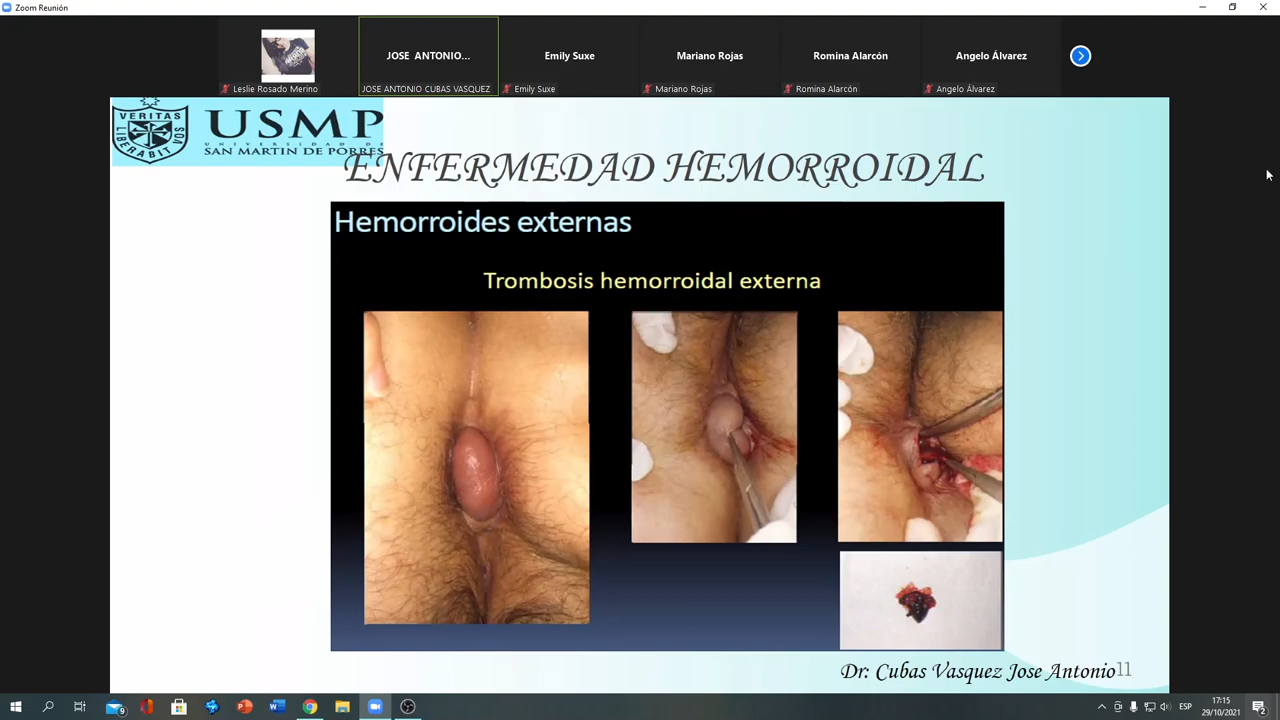 Zoom Reunión
JOSE ANTONIO...
Emily Suxe
Mariano Rojas
Romina Alarcón
Angelo Álvarez
Leslie Rosado Merino
JOSE ANTONIO CUBAS VASQUEZ
Emily Suxe
Mariano Rojas
Romina Alarcón
Angelo Álvarez
VERITAS
LIBERABIT VOS
USMP
UNIVERSIDAD DE
SAN MARTIN DE PORRES
ENFERMEDAD HEMORROIDAL
Hemorroides externas
Trombosis hemorroidal externa
Dr: Cubas Vasquez Jose Antonio
11
9
ESP
17:15
29/10/2021
2